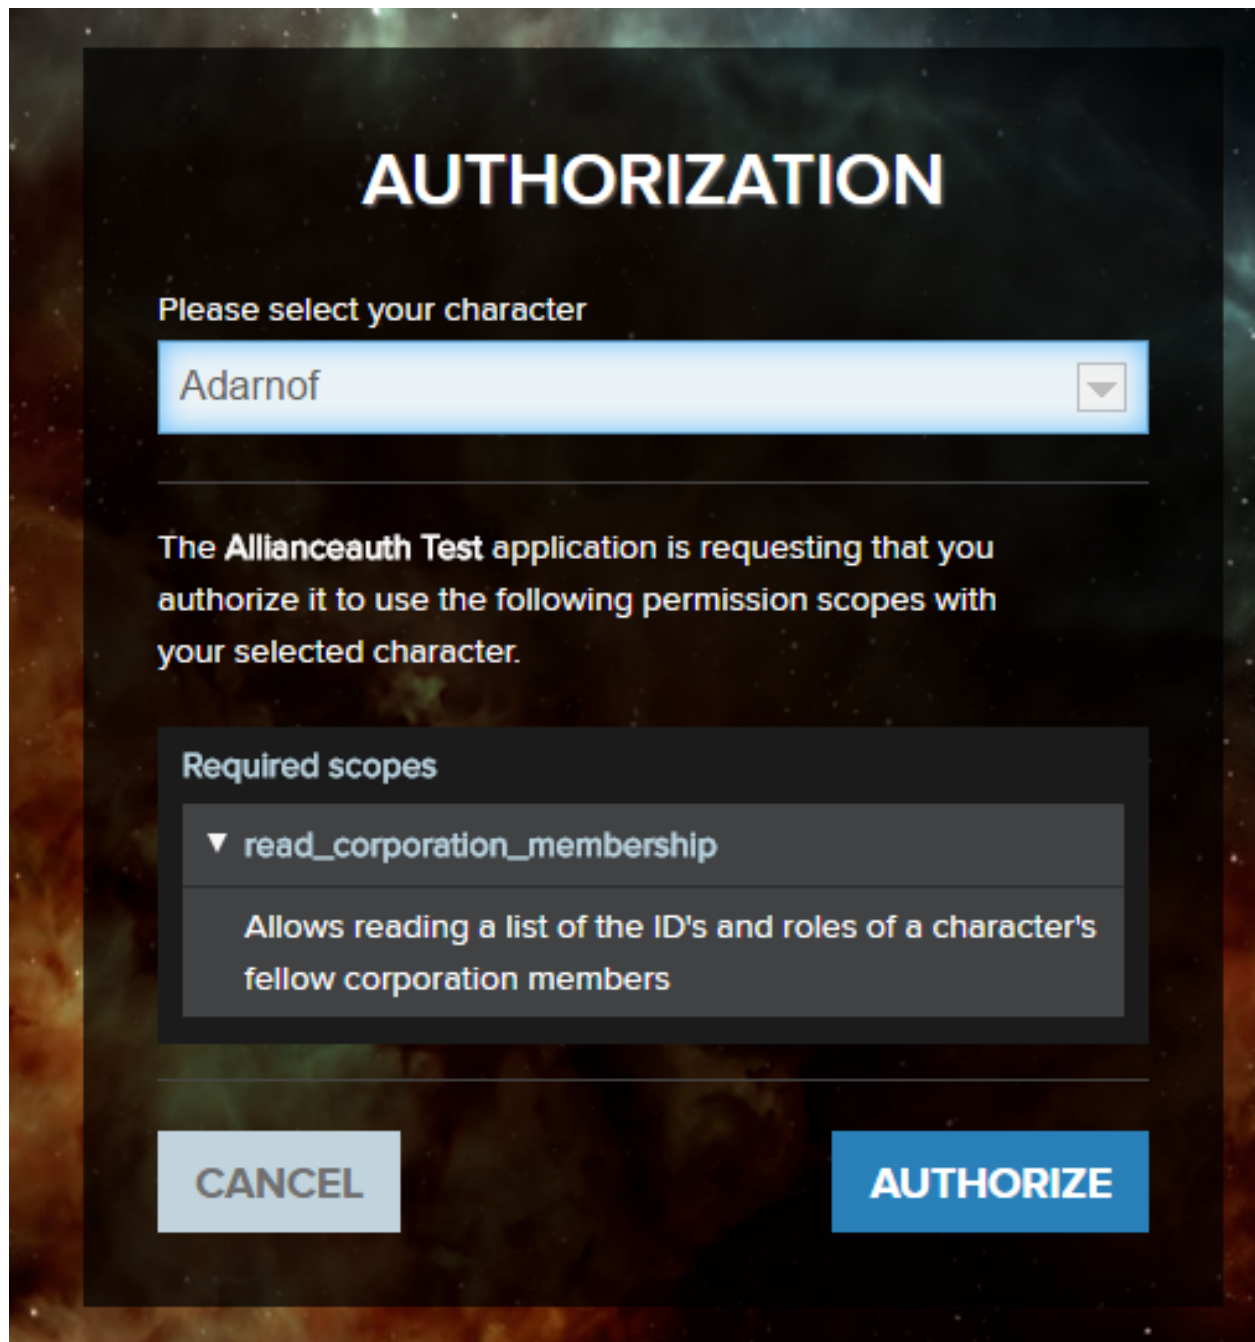 AUTHORIZATION
Please select your character
Adarnof
The Allianceauth Test application is requesting that you
authorize it to use the following permission scopes with
your selected character.
Required scopes
read_corporation_membership
Allows reading a list of the ID's and roles of a character's
fellow corporation members
CANCEL
AUTHORIZE